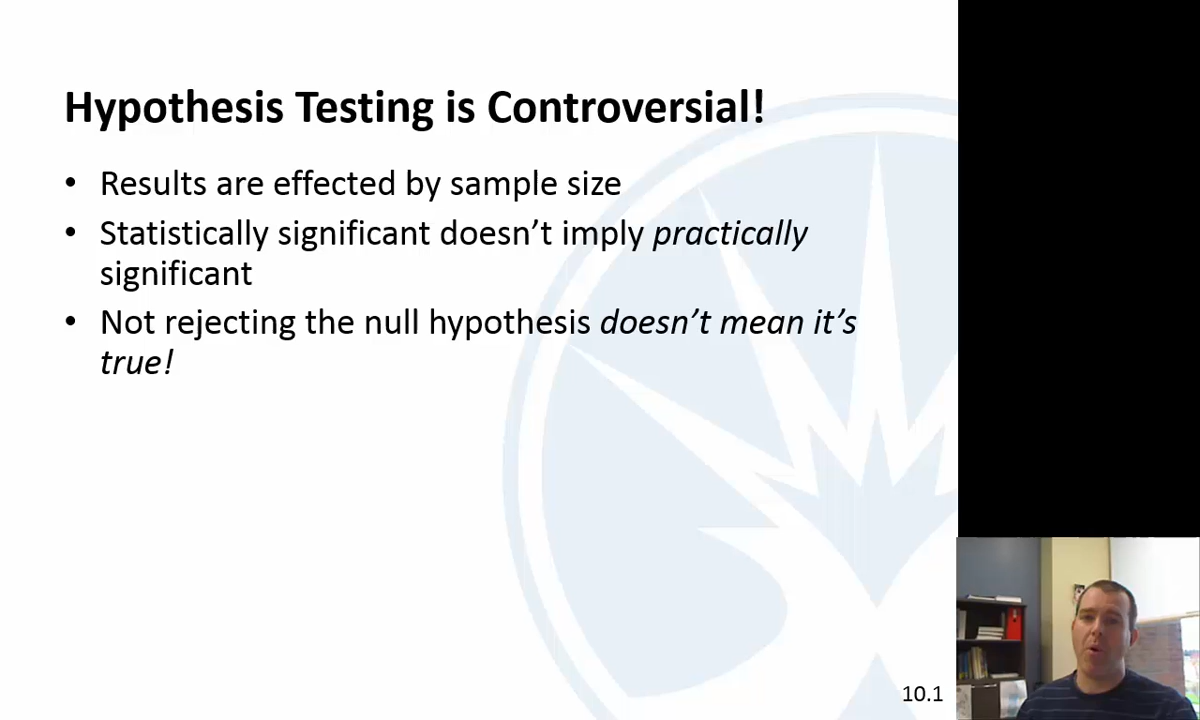 Hypothesis Testing is Controversial!
• Results are effected by sample size
• Statistically significant doesn’t imply practically
significant
• Not rejecting the null hypothesis doesn’t mean it’s
true!
10.1